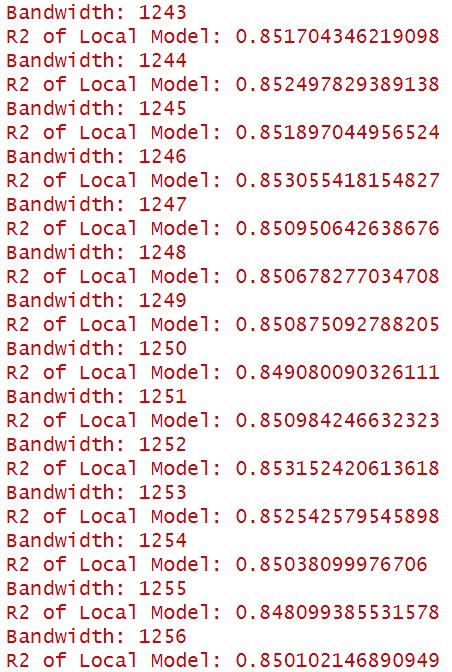 Bandwidth: 1243
R2 of Local Model: 0.851704346219098
Bandwidth: 1244
R2 of Local Model: 0.852497829389138
Bandwidth: 1245
R2 of Local Model: 0.851897044956524
Bandwidth: 1246
R2 of Local Model: 0.853055418154827
Bandwidth: 1247
R2 of Local Model: 0.850950642638676
Bandwidth: 1248
R2 of Local Model: 0.850678277034708
Bandwidth: 1249
R2 of Local Model: 0.850875092788205
Bandwidth: 1250
R2 of Local Model: 0.849080090326111
Bandwidth: 1251
R2 of Local Model: 0.850984246632323
Bandwidth: 1252
R2 of Local Model: 0.853152420613618
Bandwidth: 1253
R2 of Local Model: 0.852542579545898
Bandwidth: 1254
R2 of Local Model: 0.85038099976706
Bandwidth: 1255
R2 of Local Model: 0.848099385531578
Bandwidth: 1256
R2 of Local Model: 0.850102146890949